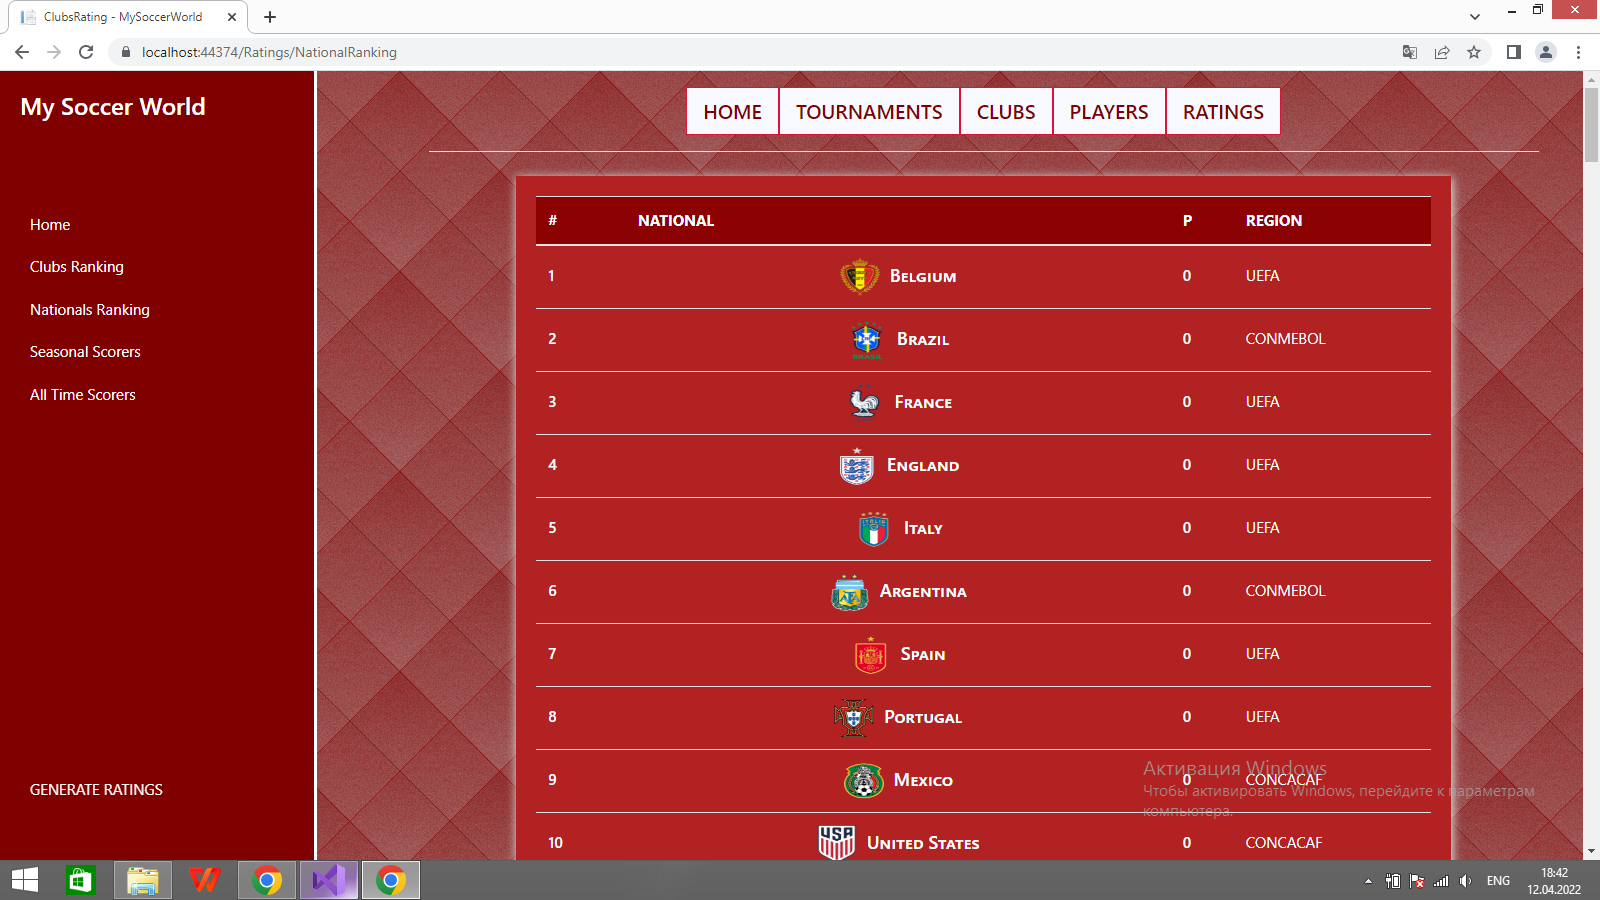 ClubsRating - MySoccerWorld
localhost:44374/Ratings/NationalRanking
My Soccer World
HOME TOURNAMENTS CLUBS PLAYERS RATINGS
Home
Clubs Ranking
Nationals Ranking
Seasonal Scorers
All Time Scorers
GENERATE RATINGS
# NATIONAL P REGION
1 BELGIUM 0 UEFA
2 BRAZIL 0 CONMEBOL
3 FRANCE 0 UEFA
4 ENGLAND 0 UEFA
5 ITALY 0 UEFA
6 ARGENTINA 0 CONMEBOL
7 SPAIN 0 UEFA
8 PORTUGAL 0 UEFA
9 MEXICO 0 CONCACAF
10 USA UNITED STATES 0 CONCACAF
Активация Windows
Чтобы активировать Windows, перейдите к параметрам
компьютера.
ENG
18:42
12.04.2022